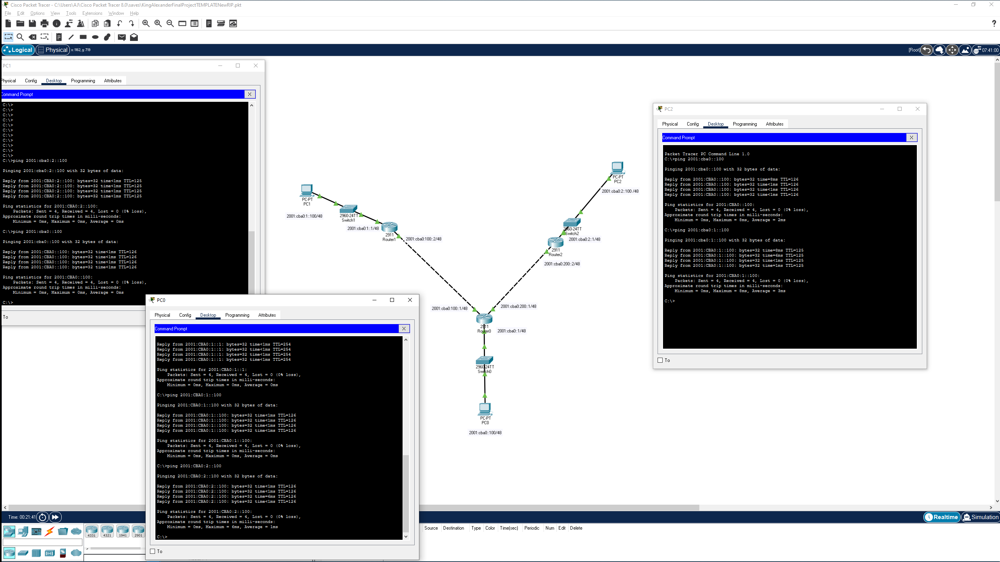 Cisco Packet Tracer - C:\Users\AJ\Cisco Packet Tracer 8.0\saves\KingAlexanderFinalProjectTEMPLATENewRIP.pkt
File Edit Options View Tools Extensions Window Help
Logical Physical x: 1162, y: 719
[Root] 07:41:00
PC1
Physical Config Desktop Programming Attributes
Command Prompt X
C:\>
C:\>
C:\>
C:\>
C:\>
C:\>
C:\>
C:\>
C:\>
C:\>
C:\>
C:\>ping 2001:cba0:2::100
Pinging 2001:cba0:2::100 with 32 bytes of data:
Reply from 2001:CBA0:2::100: bytes=32 time<1ms TTL=125
Reply from 2001:CBA0:2::100: bytes=32 time<1ms TTL=125
Reply from 2001:CBA0:2::100: bytes=32 time<1ms TTL=125
Reply from 2001:CBA0:2::100: bytes=32 time<1ms TTL=125
Ping statistics for 2001:CBA0:2::100:
Packets: Sent = 4, Received = 4, Lost = 0 (0% loss),
Approximate round trip times in milli-seconds:
Minimum = 0ms, Maximum = 0ms, Average = 0ms
C:\>ping 2001:cba0::100
Pinging 2001:cba0::100 with 32 bytes of data:
Reply from 2001:CBA0::100: bytes=32 time<1ms TTL=126
Reply from 2001:CBA0::100: bytes=32 time<1ms TTL=126
Reply from 2001:CBA0::100: bytes=32 time<1ms TTL=126
Reply from 2001:CBA0::100: bytes=32 time<1ms TTL=126
Ping statistics for 2001:CBA0::100:
Packets: Sent = 4, Received = 4, Lost = 0 (0% loss),
Approximate round trip times in milli-seconds:
Minimum = 0ms, Maximum = 0ms, Average = 0ms
C:\>
To
PC0
Physical Config Desktop Programming Attributes
Command Prompt X
Reply from 2001:CBA0:1::1: bytes=32 time<1ms TTL=254
Reply from 2001:CBA0:1::1: bytes=32 time<1ms TTL=254
Reply from 2001:CBA0:1::1: bytes=32 time<1ms TTL=254
Reply from 2001:CBA0:1::1: bytes=32 time<1ms TTL=254
Ping statistics for 2001:CBA0:1::1:
Packets: Sent = 4, Received = 4, Lost = 0 (0% loss),
Approximate round trip times in milli-seconds:
Minimum = 0ms, Maximum = 0ms, Average = 0ms
C:\>ping 2001:CBA0:1::100
Pinging 2001:CBA0:1::100 with 32 bytes of data:
Reply from 2001:CBA0:1::100: bytes=32 time<1ms TTL=126
Reply from 2001:CBA0:1::100: bytes=32 time<1ms TTL=126
Reply from 2001:CBA0:1::100: bytes=32 time<1ms TTL=126
Reply from 2001:CBA0:1::100: bytes=32 time<1ms TTL=126
Ping statistics for 2001:CBA0:1::100:
Packets: Sent = 4, Received = 4, Lost = 0 (0% loss),
Approximate round trip times in milli-seconds:
Minimum = 0ms, Maximum = 0ms, Average = 0ms
C:\>ping 2001:CBA0:2::100
Pinging 2001:CBA0:2::100 with 32 bytes of data:
Reply from 2001:CBA0:2::100: bytes=32 time<1ms TTL=126
Reply from 2001:CBA0:2::100: bytes=32 time<1ms TTL=126
Reply from 2001:CBA0:2::100: bytes=32 time=6ms TTL=126
Reply from 2001:CBA0:2::100: bytes=32 time<1ms TTL=126
Ping statistics for 2001:CBA0:2::100:
Packets: Sent = 4, Received = 4, Lost = 0 (0% loss),
Approximate round trip times in milli-seconds:
Minimum = 0ms, Maximum = 6ms, Average = 1ms
C:\>
To
PC-PT
PC1
2001:cba0:1::100/48
2960-24TT
Switch1
2001:cba0:1::1/48
2911
Router1
2001:cba0:100::2/48
PC-PT
PC2
2001:cba0:2::100 /48
2960-24TT
Switch2
2001:cba0:2::1/48
2911
Router2
2001:cba0:200::2/48
2001:cba0:100::1/48
2001:cba0:200::1/48
2911
Router0
2001:cba0::1/48
2960-24TT
Switch0
PC-PT
PC0
2001:cba0::100/48
PC2
Physical Config Desktop Programming Attributes
Command Prompt X
Packet Tracer PC Command Line 1.0
C:\>ping 2001:cba0::100
Pinging 2001:cba0::100 with 32 bytes of data:
Reply from 2001:CBA0::100: bytes=32 time=8ms TTL=126
Reply from 2001:CBA0::100: bytes=32 time<1ms TTL=126
Reply from 2001:CBA0::100: bytes=32 time<1ms TTL=126
Reply from 2001:CBA0::100: bytes=32 time<1ms TTL=126
Ping statistics for 2001:CBA0::100:
Packets: Sent = 4, Received = 4, Lost = 0 (0% loss),
Approximate round trip times in milli-seconds:
Minimum = 0ms, Maximum = 8ms, Average = 2ms
C:\>ping 2001:cba0:1::100
Pinging 2001:cba0:1::100 with 32 bytes of data:
Reply from 2001:CBA0:1::100: bytes=32 time=8ms TTL=125
Reply from 2001:CBA0:1::100: bytes=32 time=6ms TTL=125
Reply from 2001:CBA0:1::100: bytes=32 time<1ms TTL=125
Reply from 2001:CBA0:1::100: bytes=32 time=1ms TTL=125
Ping statistics for 2001:CBA0:1::100:
Packets: Sent = 4, Received = 4, Lost = 0 (0% loss),
Approximate round trip times in milli-seconds:
Minimum = 0ms, Maximum = 8ms, Average = 3ms
C:\>
To
Time: 00:21:41
Realtime Simulation
4331 4321 1941 2901
Source Destination Type Color Time(sec) Periodic Num Edit Delete